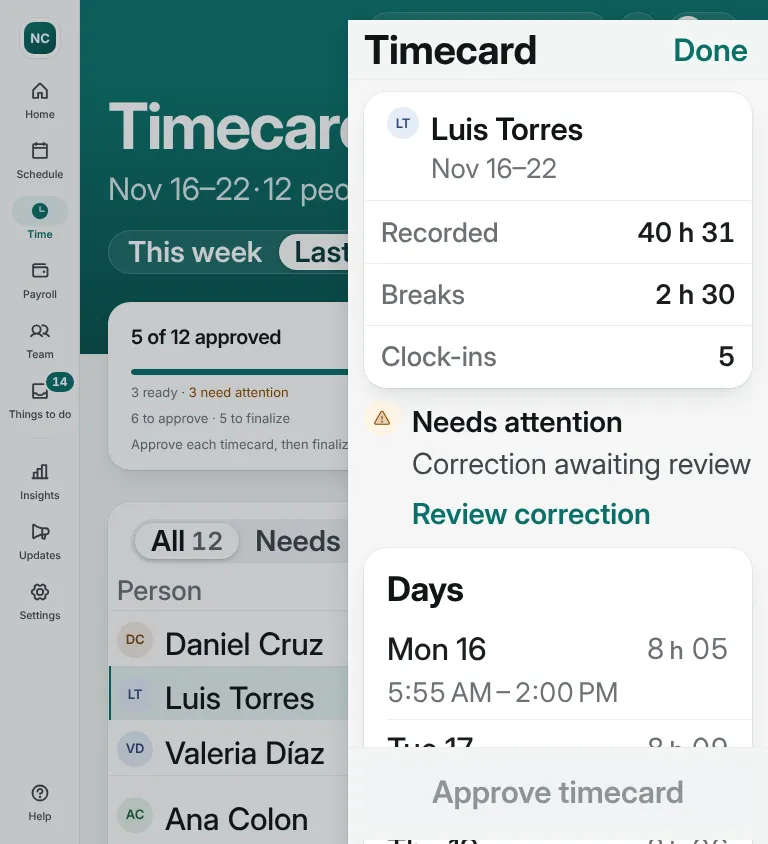 NC
Home
Schedule
Time
Payroll
Team
14
Things to do
Insights
Updates
Settings
Help
Nov 16–22 · 12
This week
Last
5 of 12 approved
3 ready · 3 need attention
6 to approve · 5 to finalize
Approve each timecard, then
All 12
Needs
Person
DC Daniel Cruz
LT Luis Torres
VD Valeria Díaz
AC Ana Colon
Timecard
Done
LT Luis Torres
Nov 16–22
Recorded 40 h 31
Breaks 2 h 30
Clock-ins 5
Needs attention
Correction awaiting review
Review correction
Days
Mon 16 8 h 05
5:55 AM – 2:00 PM
Tue 17 8 h 09
Approve timecard